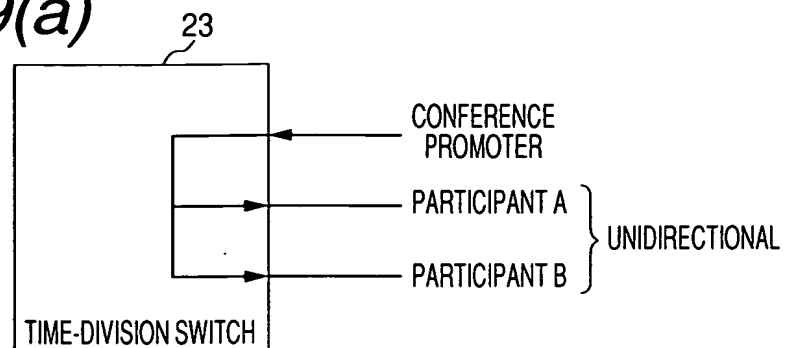 9(a)
23
CONFERENCE
PROMOTER
PARTICIPANT A
PARTICIPANT B
UNIDIRECTIONAL
TIME-DIVISION SWITCH